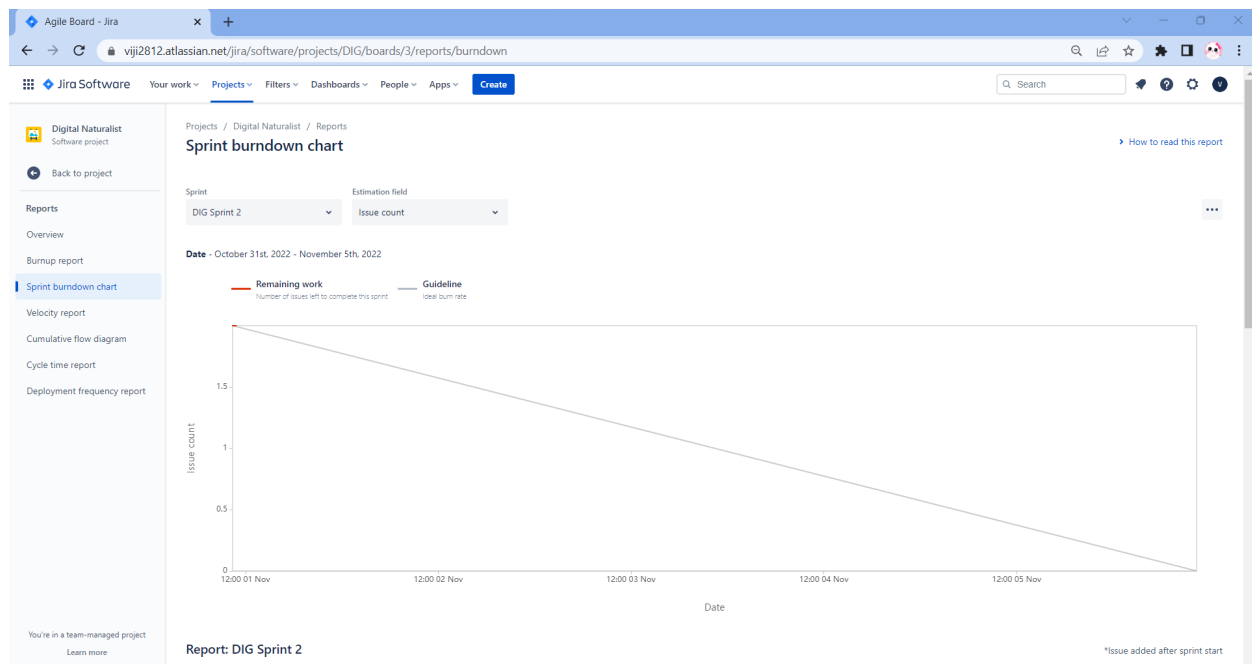 Agile Board - Jira
viji2812.atlassian.net/jira/software/projects/DIG/boards/3/reports/burndown
Jira Software Your work Projects Filters Dashboards People Apps Create Search V
Digital Naturalist
Software project
Back to project
Reports
Overview
Burnup report
Sprint burndown chart
Velocity report
Cumulative flow diagram
Cycle time report
Deployment frequency report
You're in a team-managed project
Learn more
Projects / Digital Naturalist / Reports
Sprint burndown chart
How to read this report
Sprint Estimation field
DIG Sprint 2 Issue count
Date - October 31st, 2022 - November 5th, 2022
Remaining work Guideline
Number of issues left to complete this sprint Ideal burn rate
1.5
1
0.5
0
Issue count
12:00 01 Nov 12:00 02 Nov 12:00 03 Nov 12:00 04 Nov 12:00 05 Nov
Date
Report: DIG Sprint 2 *Issue added after sprint start